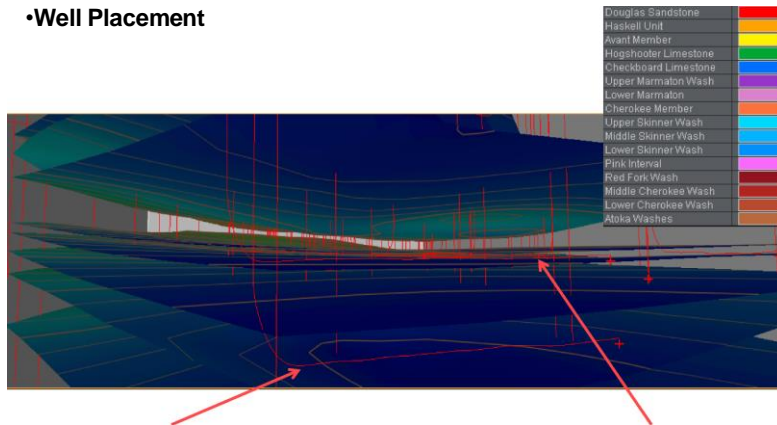 •Well Placement
Douglas Sandstone
Haskell Unit
Avant Member
Hogshooter Limestone
Checkboard Limestone
Upper Marmaton Wash
Lower Marmaton
Cherokee Member
Upper Skinner Wash
Middle Skinner Wash
Lower Skinner Wash
Pink Interval
Red Fork Wash
Middle Cherokee Wash
Lower Cherokee Wash
Atoka Washes